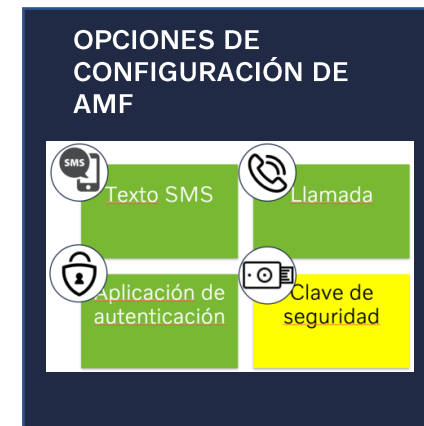 OPCIONES DE
CONFIGURACIÓN DE
AMF
SMS
Texto SMS
Llamada
Aplicación de
autenticación
Clave de
seguridad